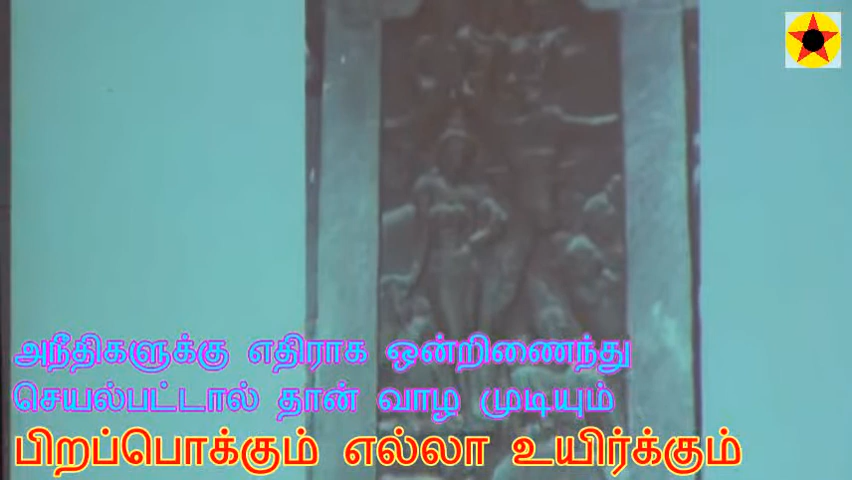 அநீதிகளுக்கு எதிராக ஒன்றிணைந்து
செயல்பட்டால் தான் வாழ முடியும்
பிறப்பொக்கும் எல்லா உயிர்க்கும்